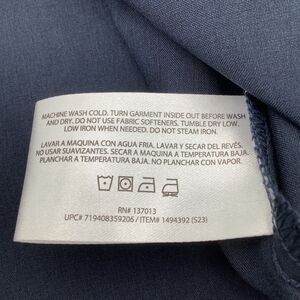 MACHINE WASH COLD. TURN GARMENT INSIDE OUT BEFORE WASH
AND DRY. DO NOT USE FABRIC SOFTENERS. TUMBLE DRY LOW.
LOW IRON WHEN NEEDED. DO NOT STEAM IRON.
LAVAR A MAQUINA CON AGUA FRIA. LAVAR Y SECAR DEL REVÉS.
NO USAR SUAVIZANTES. SECAR A MAQUINA A TEMPERATURA BAJA.
PLANCHAR A TEMPERATURA BAJA. NO PLANCHAR CON VAPOR.
RN# 137013
UPC# 719408359206 / ITEM# 1494392 (S23)